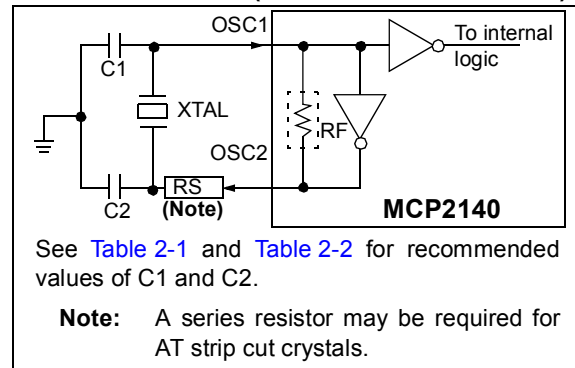 OSC1
To internal
logic
C1
XTAL
RF
OSC2
RS
C2
(Note)
MCP2140
See Table 2-1 and Table 2-2 for recommended
values of C1 and C2.
Note: A series resistor may be required for
AT strip cut crystals.